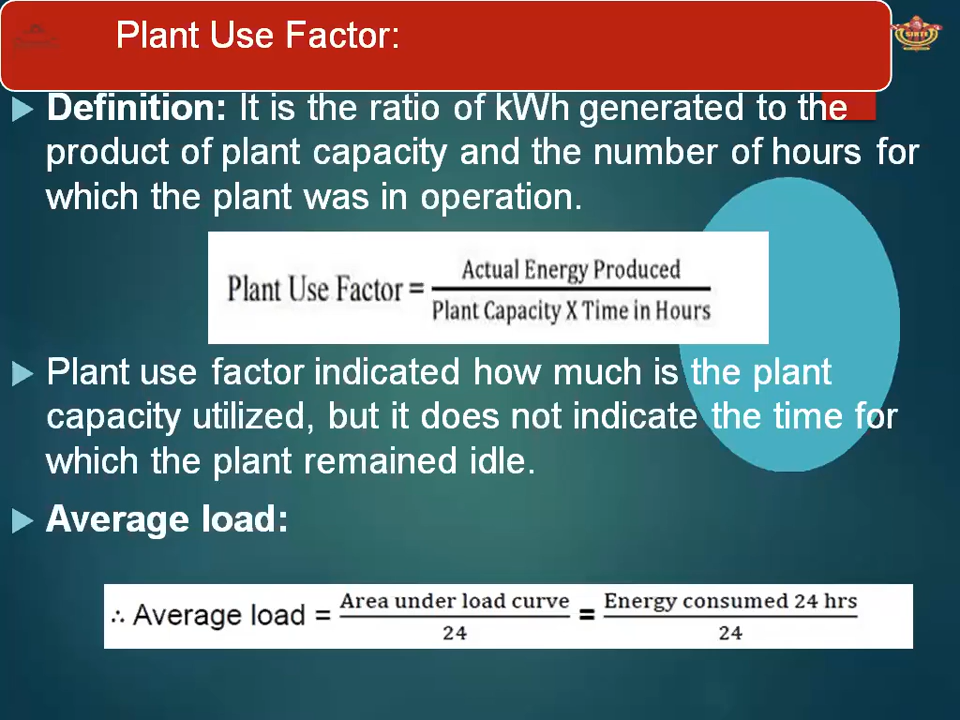 Plant Use Factor:
Definition: It is the ratio of kWh generated to the
product of plant capacity and the number of hours for
which the plant was in operation.
Plant Use Factor = Actual Energy Produced / Plant Capacity X Time in Hours
Plant use factor indicated how much is the plant
capacity utilized, but it does not indicate the time for
which the plant remained idle.
Average load:
∴ Average load = Area under load curve / 24 = Energy consumed 24 hrs / 24